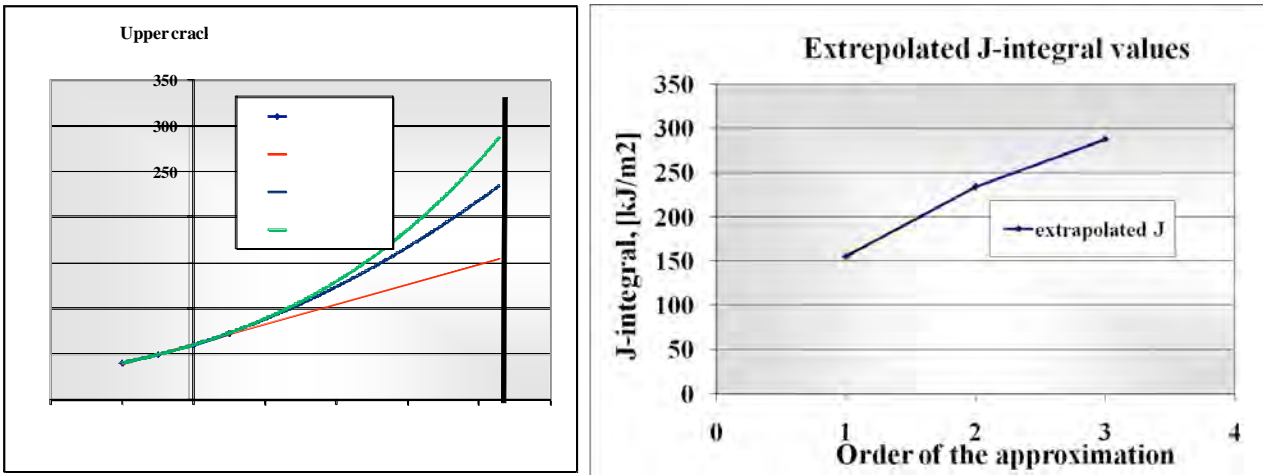 Upper crack
350
300
250
Extrepolated J-integral values
J-integral, [kJ/m2]
350
300
250
200
150
100
50
0
extrapolated J
0 1 2 3 4
Order of the approximation